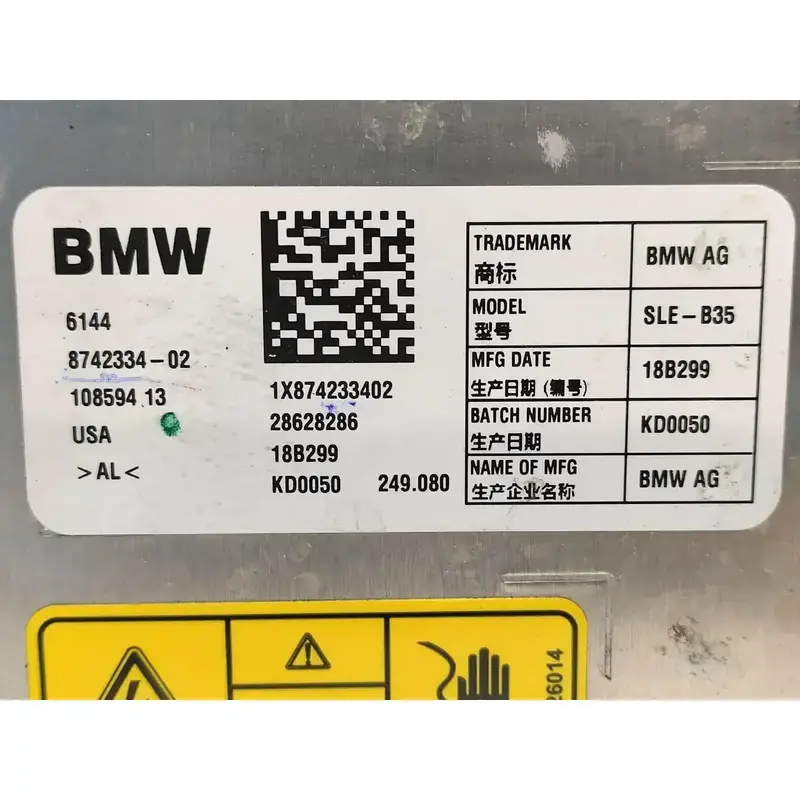 BMW
6144
8742334-02
108594 13
USA
>AL<
1X874233402
28628286
18B299
KD0050 249.080
TRADEMARK
商标
BMW AG
MODEL
型号
SLE-B35
MFG DATE
生产日期 (编号)
18B299
BATCH NUMBER
生产日期
KD0050
NAME OF MFG
生产企业名称
BMW AG